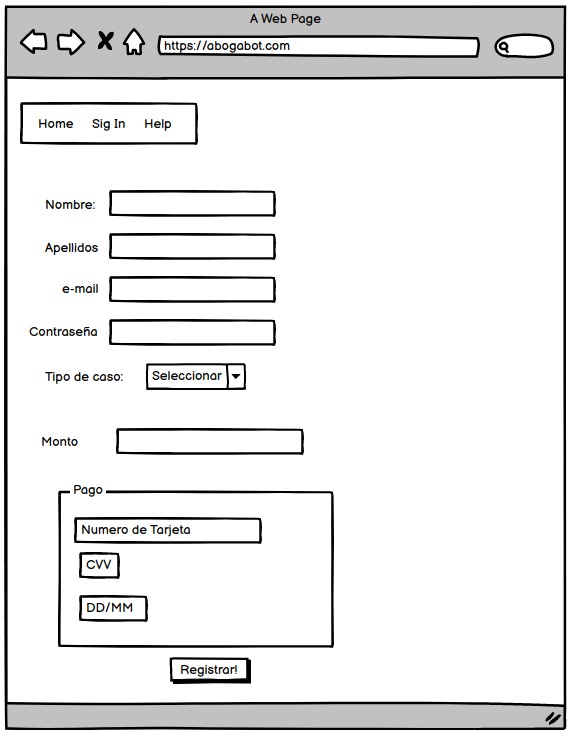 A Web Page
https://abogabot.com
Home Sig In Help
Nombre:
Apellidos
e-mail
Contraseña
Tipo de caso: Seleccionar
Monto
Pago
Numero de Tarjeta
CVV
DD/MM
Registrar!